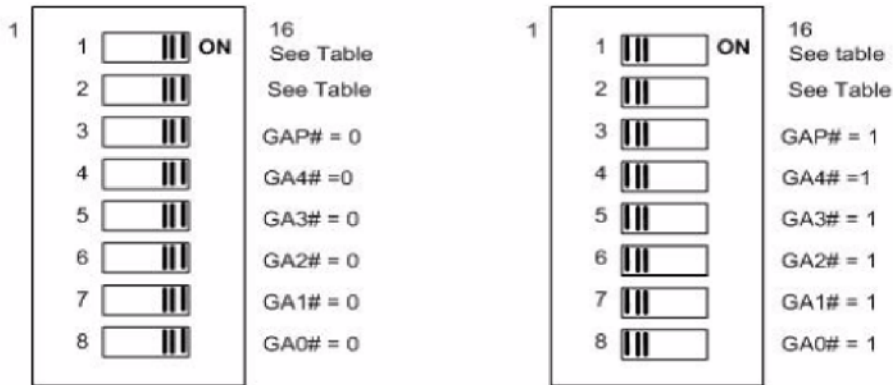 1
16
1 ON See Table
2 See Table
3 GAP# = 0
4 GA4# =0
5 GA3# = 0
6 GA2# = 0
7 GA1# = 0
8 GA0# = 0
1
16
1 ON See table
2 See Table
3 GAP# = 1
4 GA4# =1
5 GA3# = 1
6 GA2# = 1
7 GA1# = 1
8 GA0# = 1